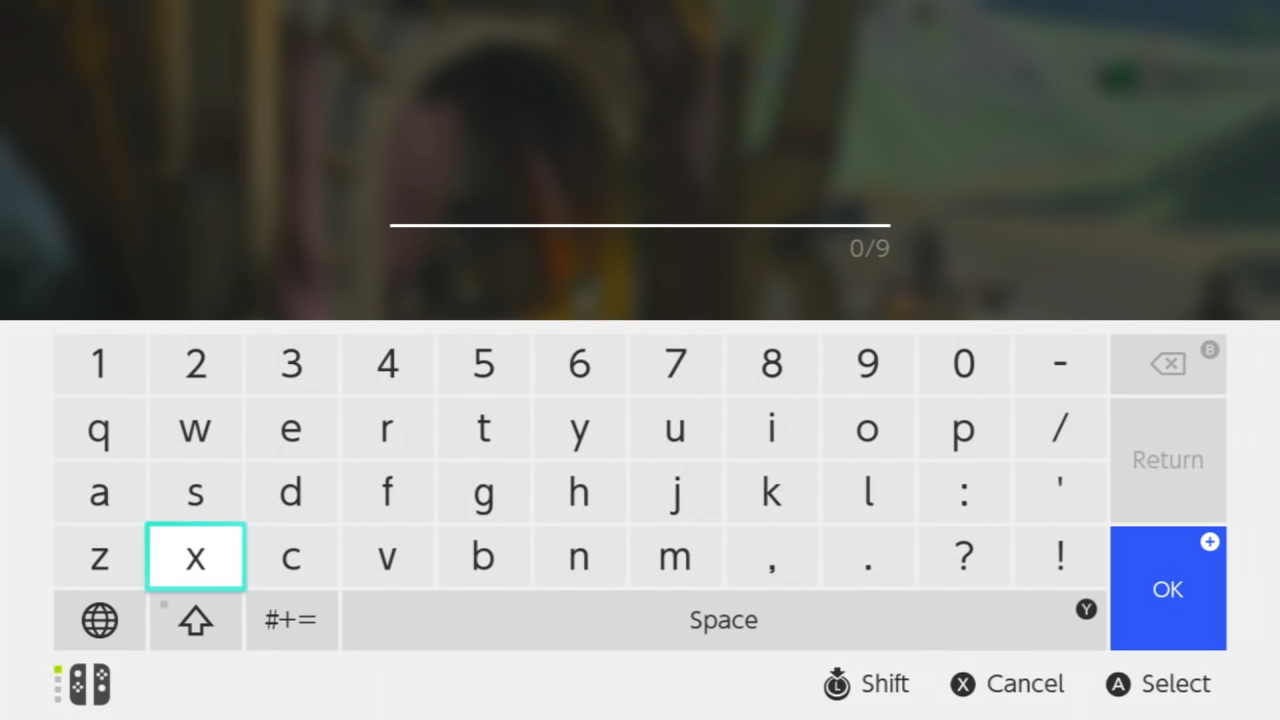 0/9
1 2 3 4 5 6 7 8 9 0 - B
q w e r t y u i o p / Return
a s d f g h j k l : '
z x c v b n m , . ? ! + OK
#+= Space Y
L Shift X Cancel A Select